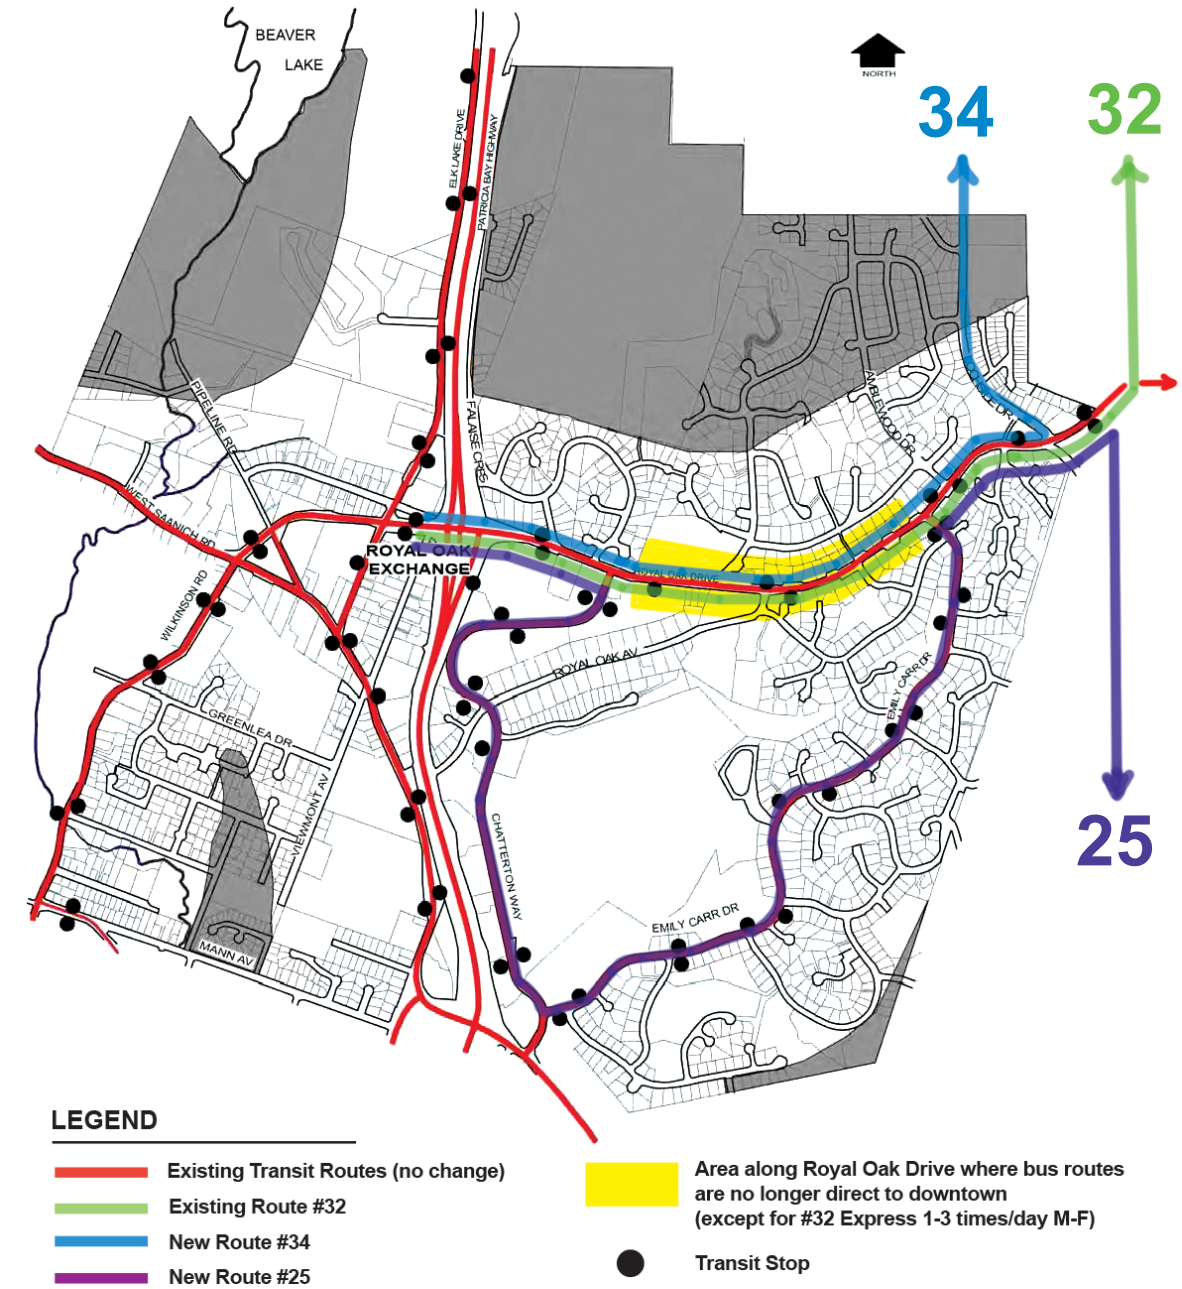 BEAVER
LAKE
NORTH
34
32
ELK LAKE DRIVE
PATRICIA BAY HIGHWAY
PIPELINE RD
FALAISE CRES
AMBLEWOOD DR
WEST SAANICH RD
ROYAL OAK
EXCHANGE
ROYAL OAK DRIVE
WILKINSON RD
ROYAL OAK AV
EMILY CARR DR
GREENLEA DR
VIEWMONT AV
CHATTERTON WAY
25
EMILY CARR DR
MANN AV
LEGEND
Existing Transit Routes (no change)
Existing Route #32
New Route #34
New Route #25
Area along Royal Oak Drive where bus routes
are no longer direct to downtown
(except for #32 Express 1-3 times/day M-F)
Transit Stop